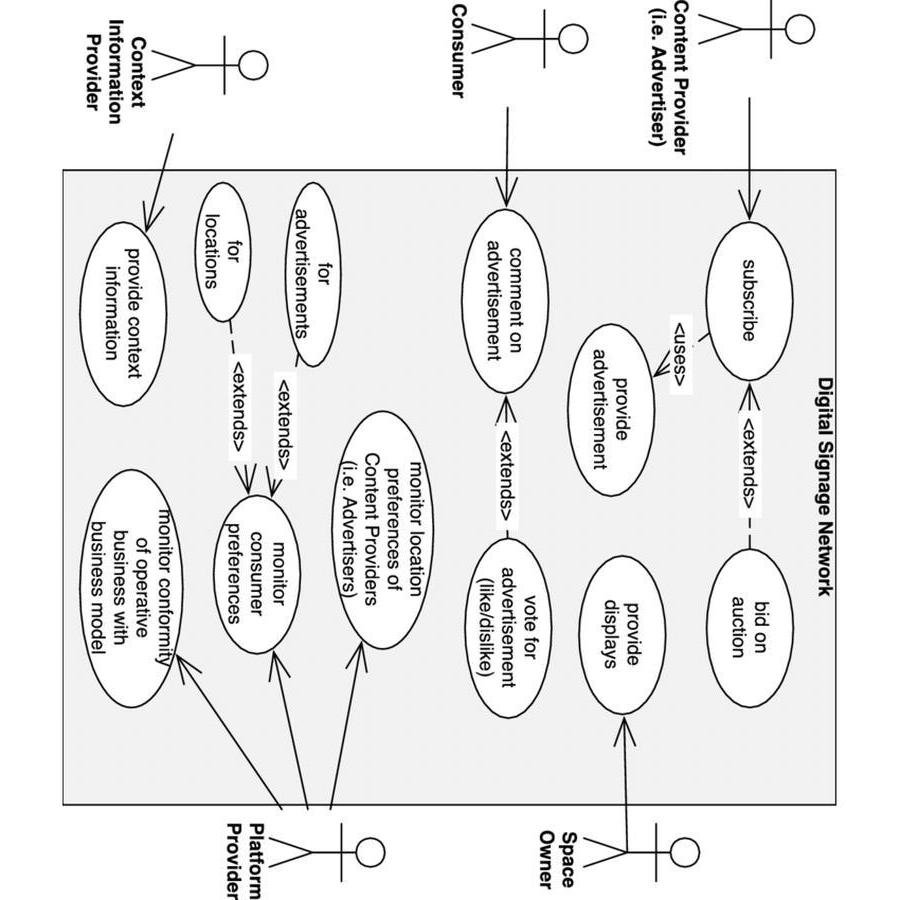 Digital Signage Network
Content Provider
(i.e. Advertiser)
subscribe
<extends>
bid on
auction
<uses>
provide
advertisement
provide
displays
Space
Owner
Consumer
comment on
advertisement
<extends>
vote for
advertisement
(like/dislike)
monitor location
preferences of
Content Providers
(i.e. Advertisers)
for
advertisements
<extends>
for
locations
<extends>
monitor
consumer
preferences
Platform
Provider
Context
Information
Provider
provide context
information
monitor conformity
of operative
business with
business model